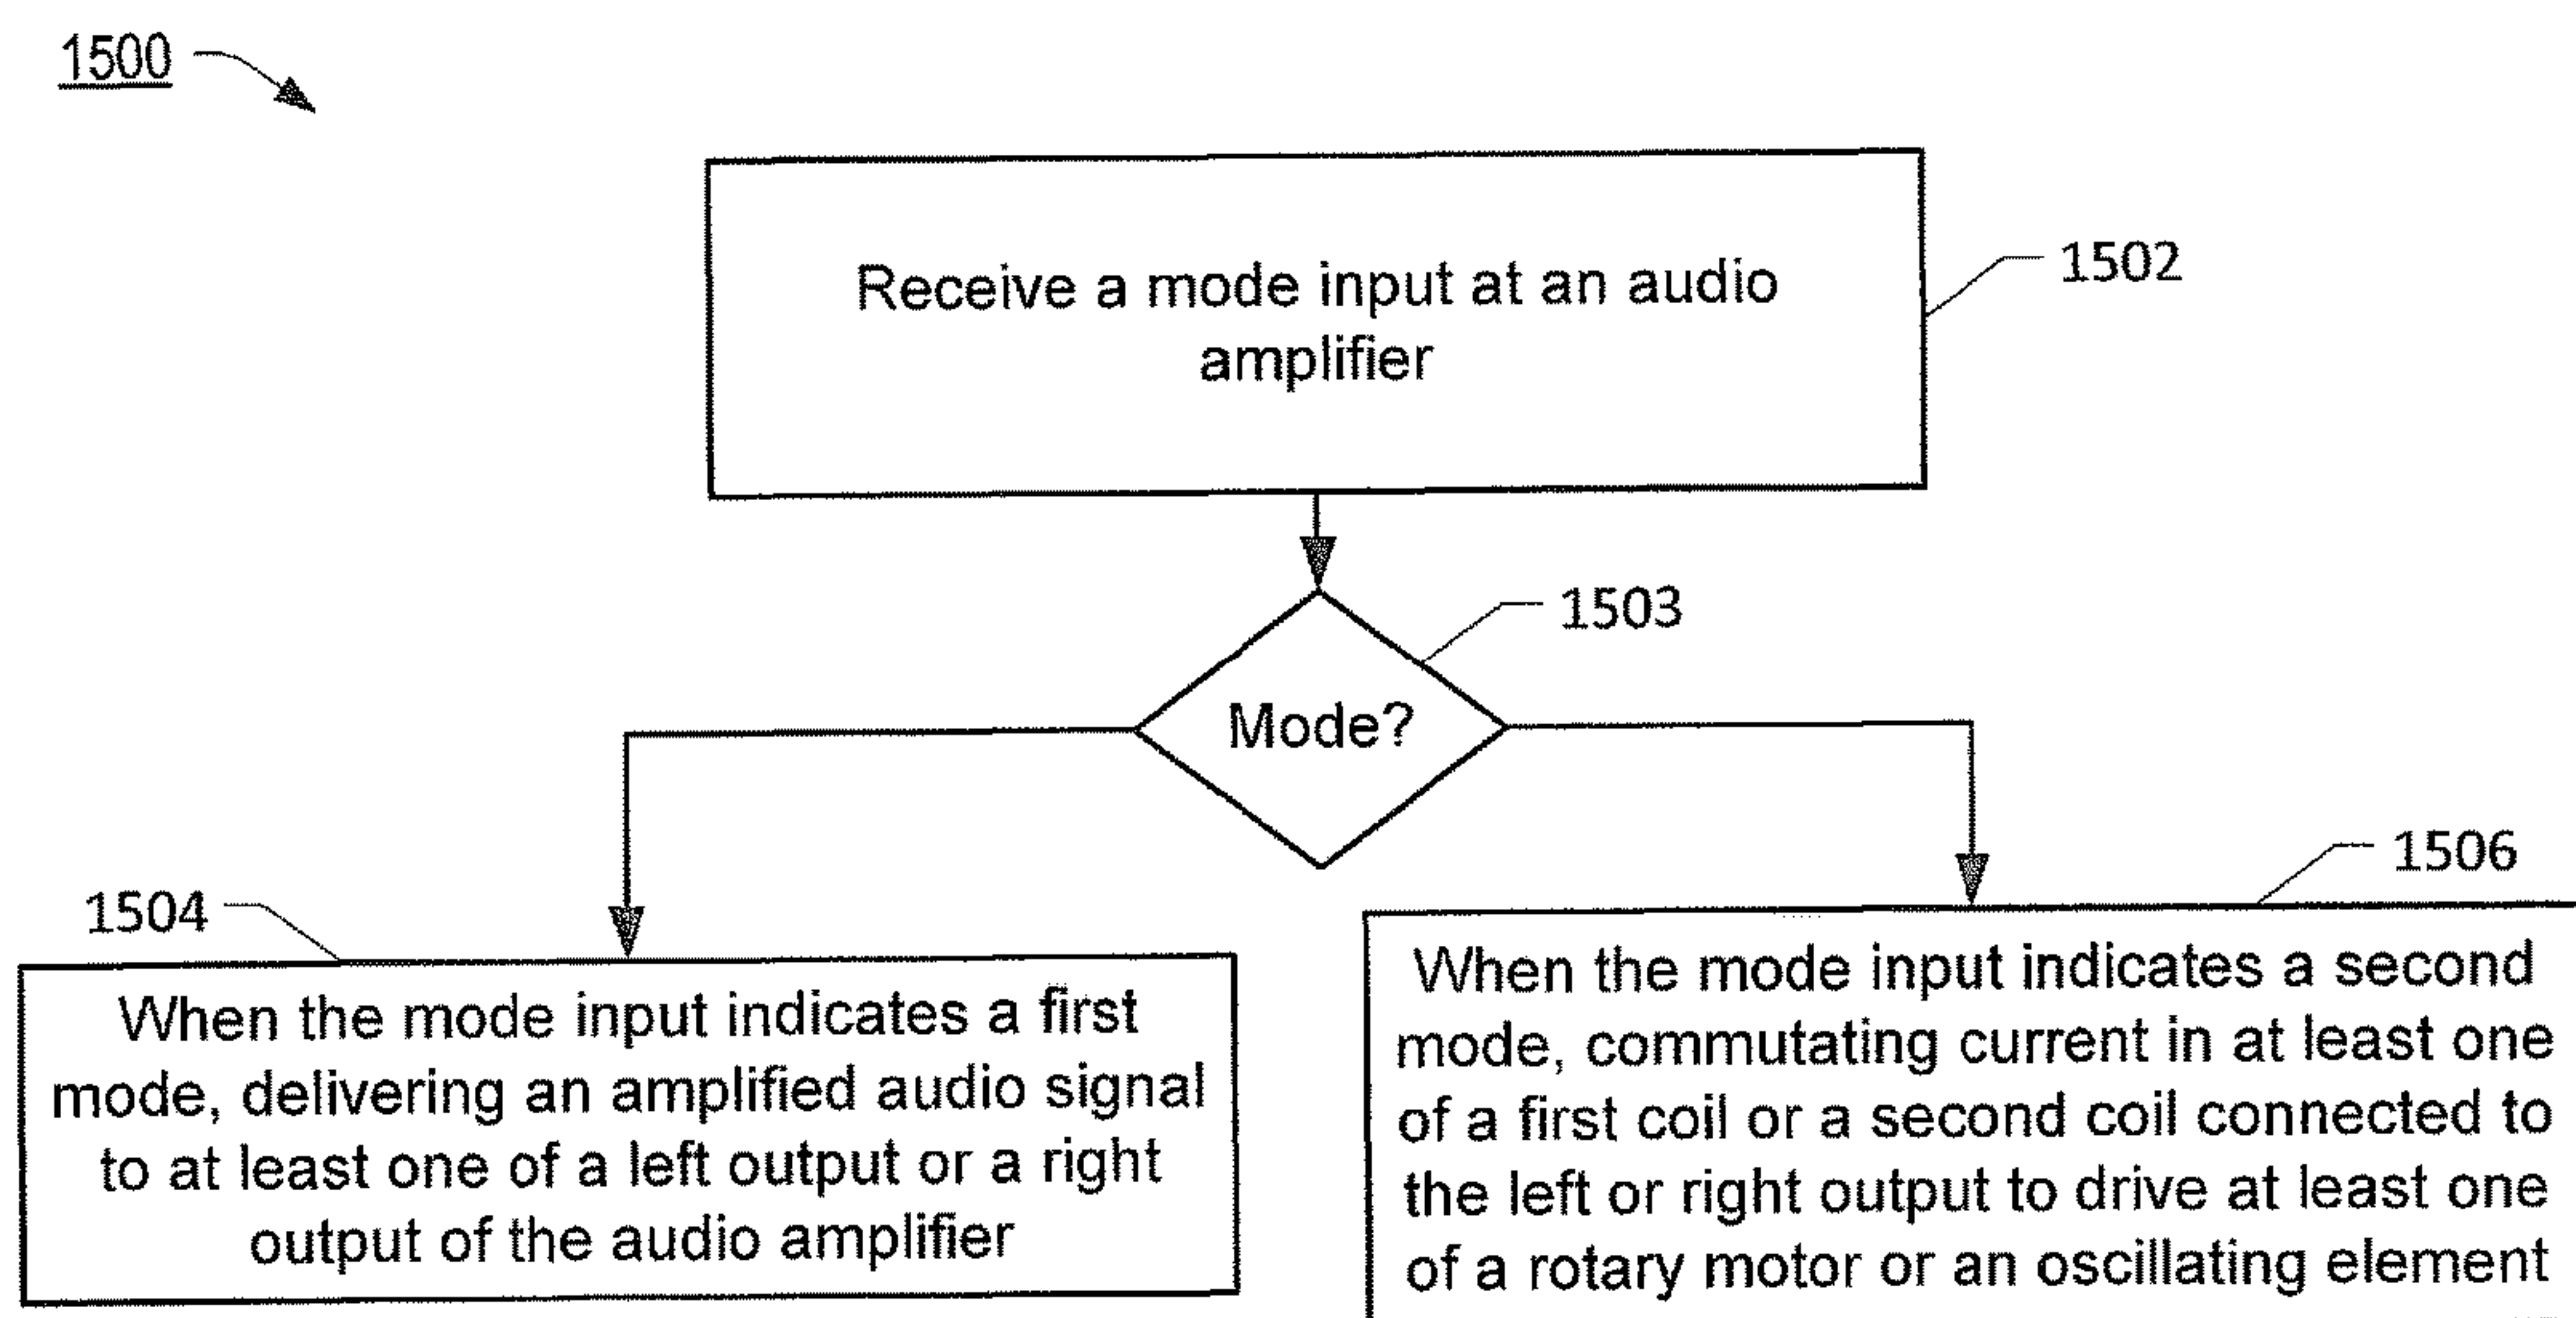 1500
Receive a mode input at an audio
amplifier
1502
1503
Mode?
1504
When the mode input indicates a first
mode, delivering an amplified audio signal
to at least one of a left output or a right
output of the audio amplifier
1506
When the mode input indicates a second
mode, commutating current in at least one
of a first coil or a second coil connected to
the left or right output to drive at least one
of a rotary motor or an oscillating element